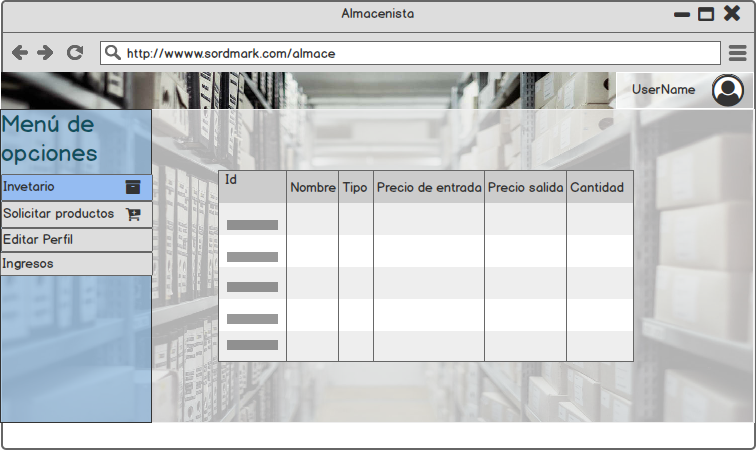 Almacenista
http://wwww.sordmark.com/almace
UserName
Menú de
opciones
Invetario
Solicitar productos
Editar Perfil
Ingresos
Id Nombre Tipo Precio de entrada Precio salida Cantidad